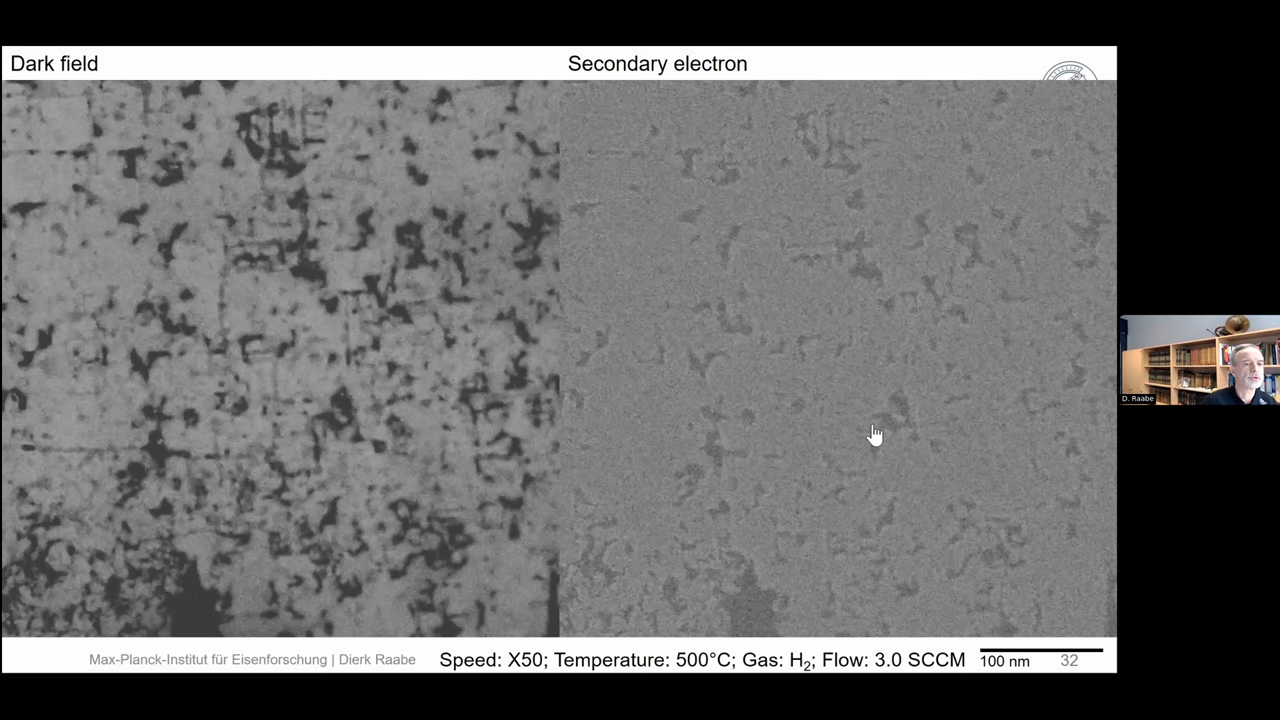 Dark field
Secondary electron
D. Raabe
Max-Planck-Institut für Eisenforschung | Dierk Raabe
Speed: X50; Temperature: 500°C; Gas: H₂; Flow: 3.0 SCCM
100 nm
32